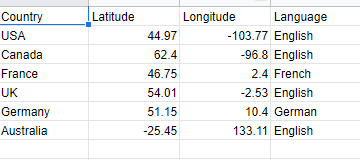 Country Latitude Longitude Language
USA 44.97 -103.77 English
Canada 62.4 -96.8 English
France 46.75 2.4 French
UK 54.01 -2.53 English
Germany 51.15 10.4 German
Australia -25.45 133.11 English